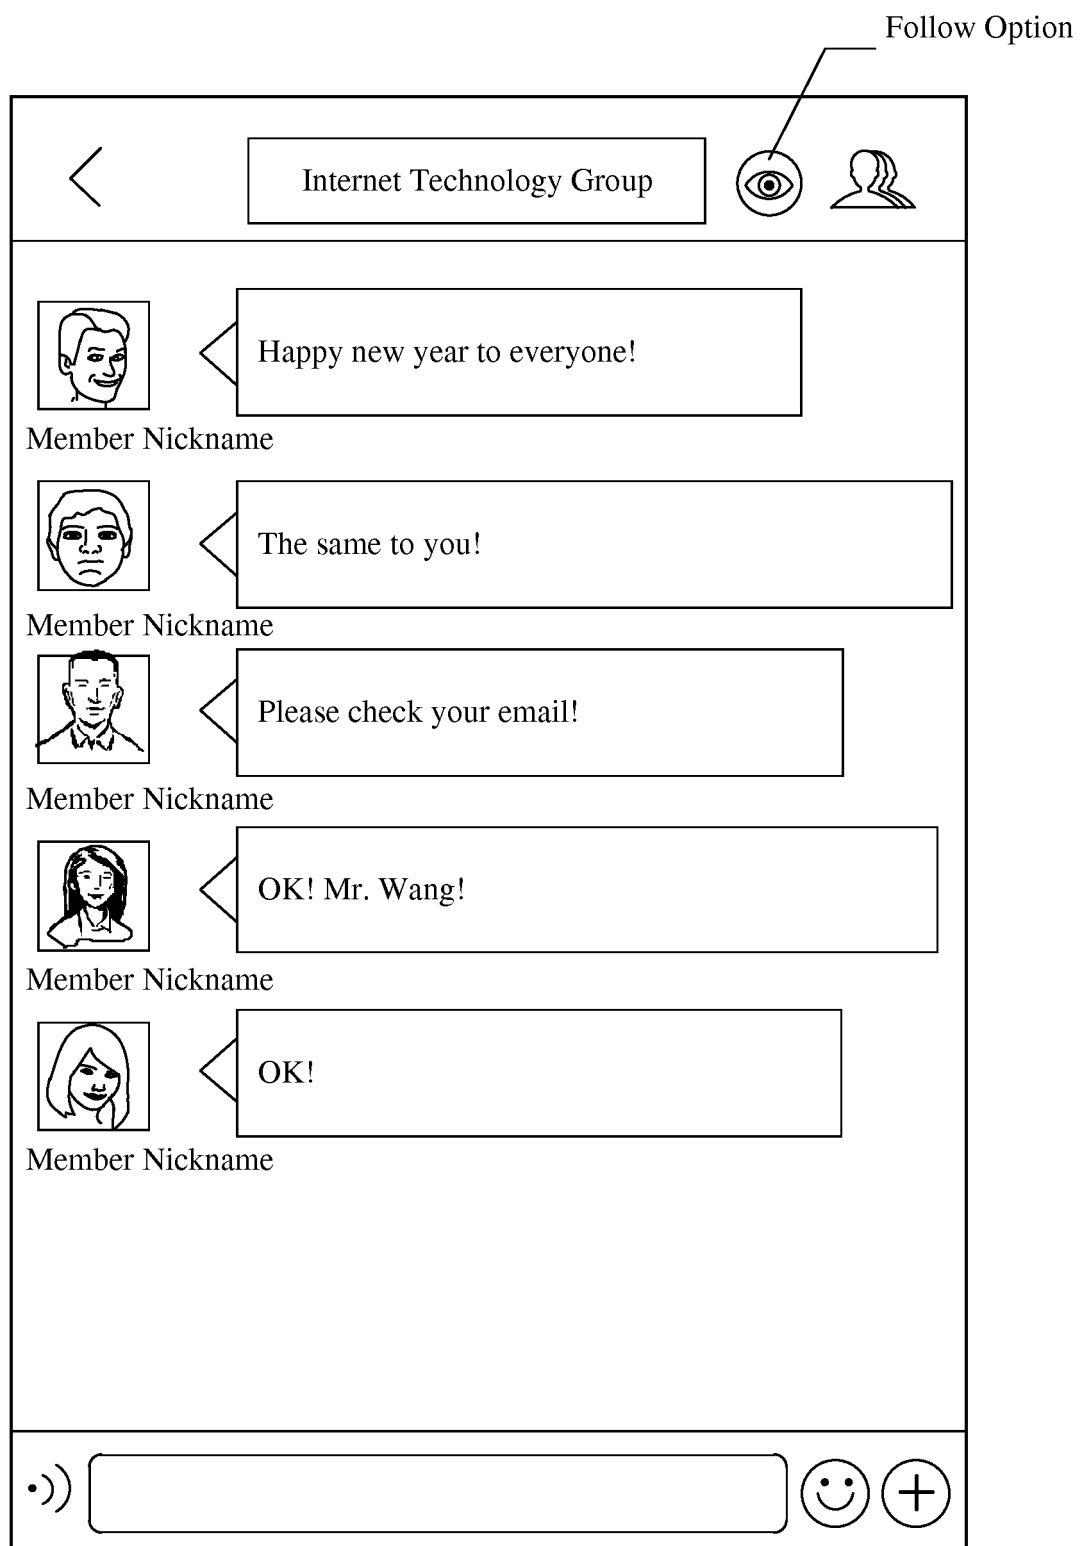 Follow Option
Internet Technology Group
Happy new year to everyone!
Member Nickname
The same to you!
Member Nickname
Please check your email!
Member Nickname
OK! Mr. Wang!
Member Nickname
OK!
Member Nickname